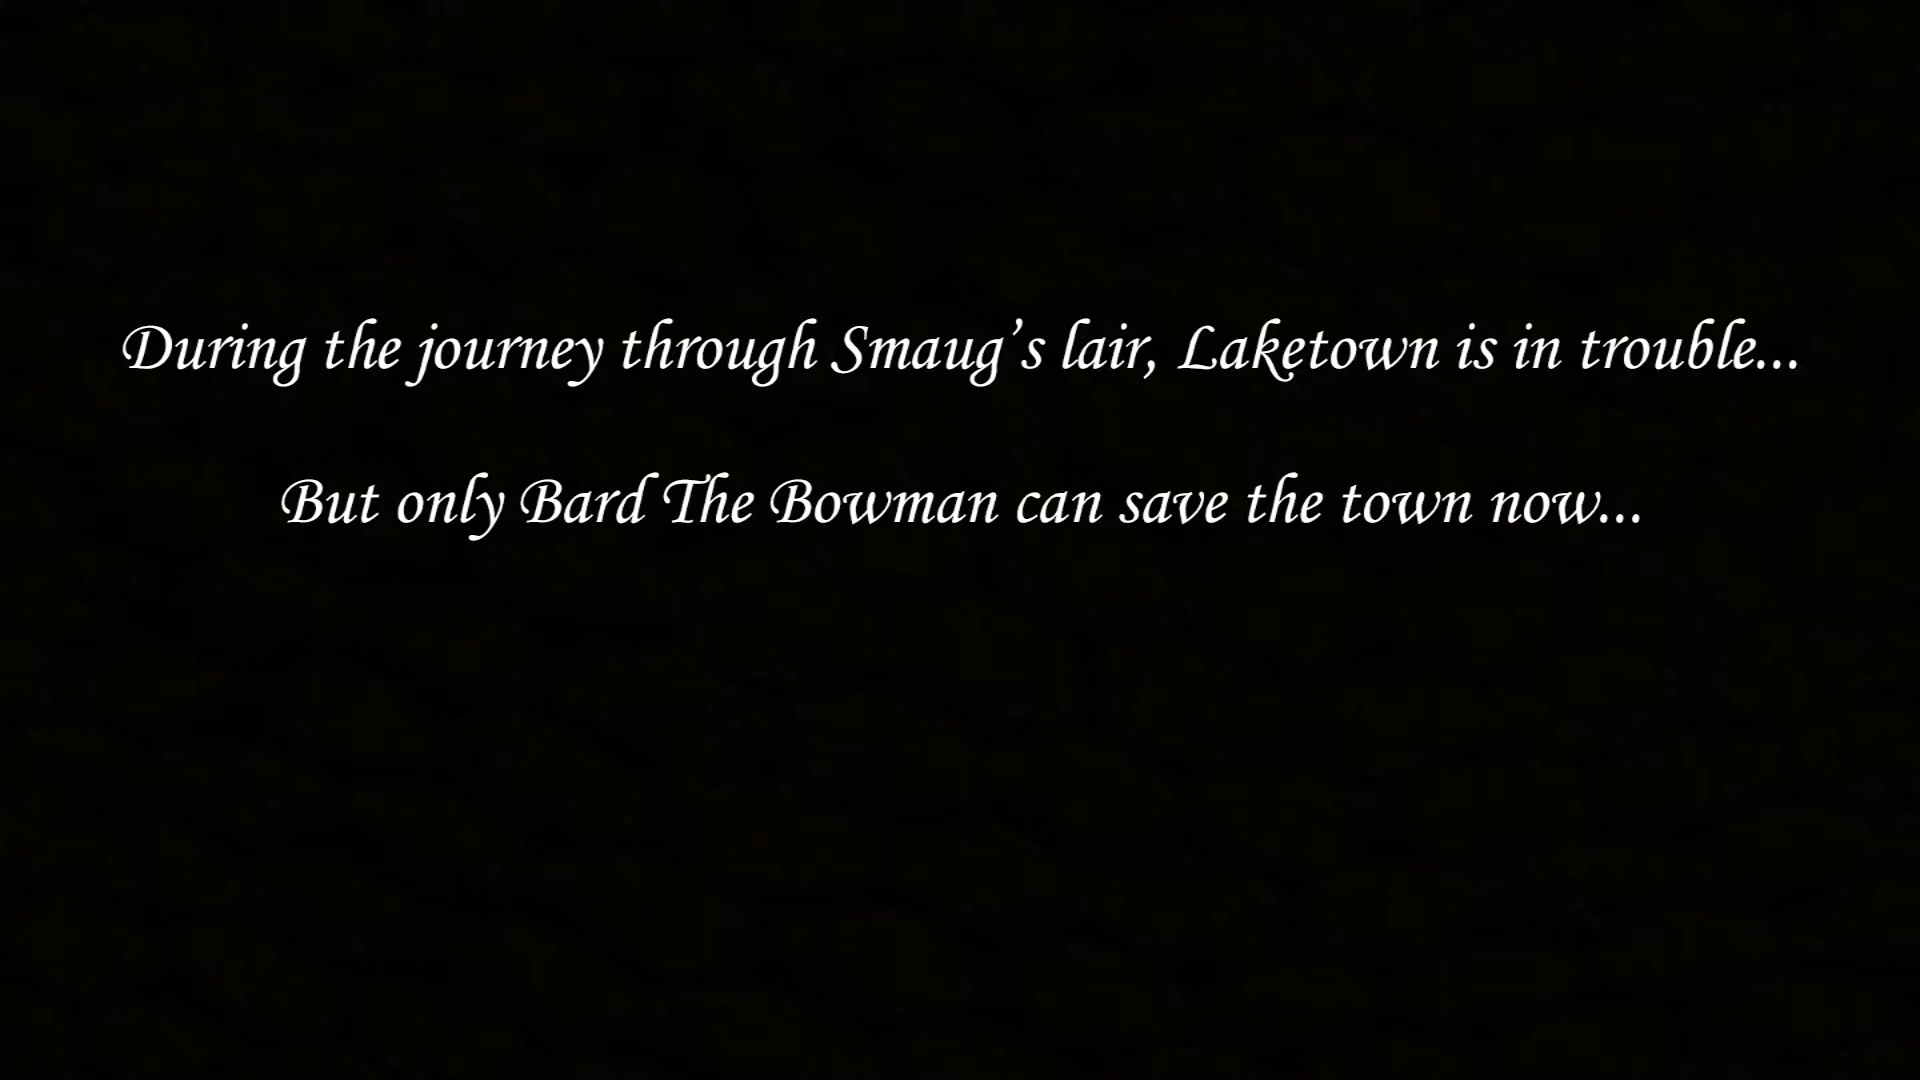 During the journey through Smaug’s lair, Laketown is in trouble...
But only Bard The Bowman can save the town now...